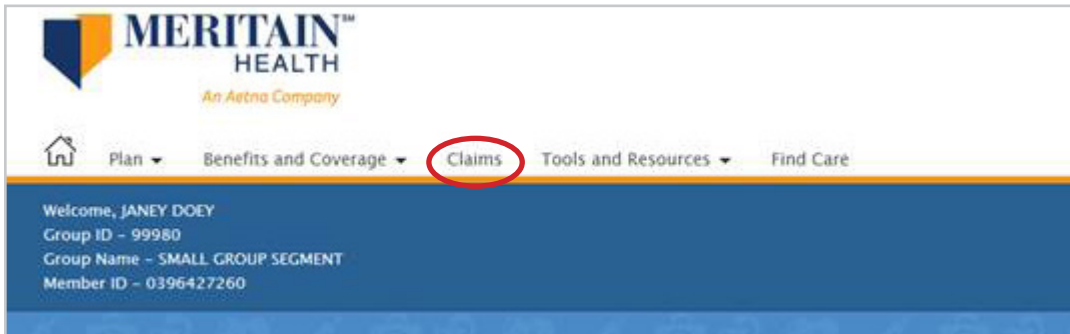 MERITAIN™
HEALTH
An Aetna Company
Plan Benefits and Coverage Claims Tools and Resources Find Care
Welcome, JANEY DOEY
Group ID – 99980
Group Name – SMALL GROUP SEGMENT
Member ID – 0396427260